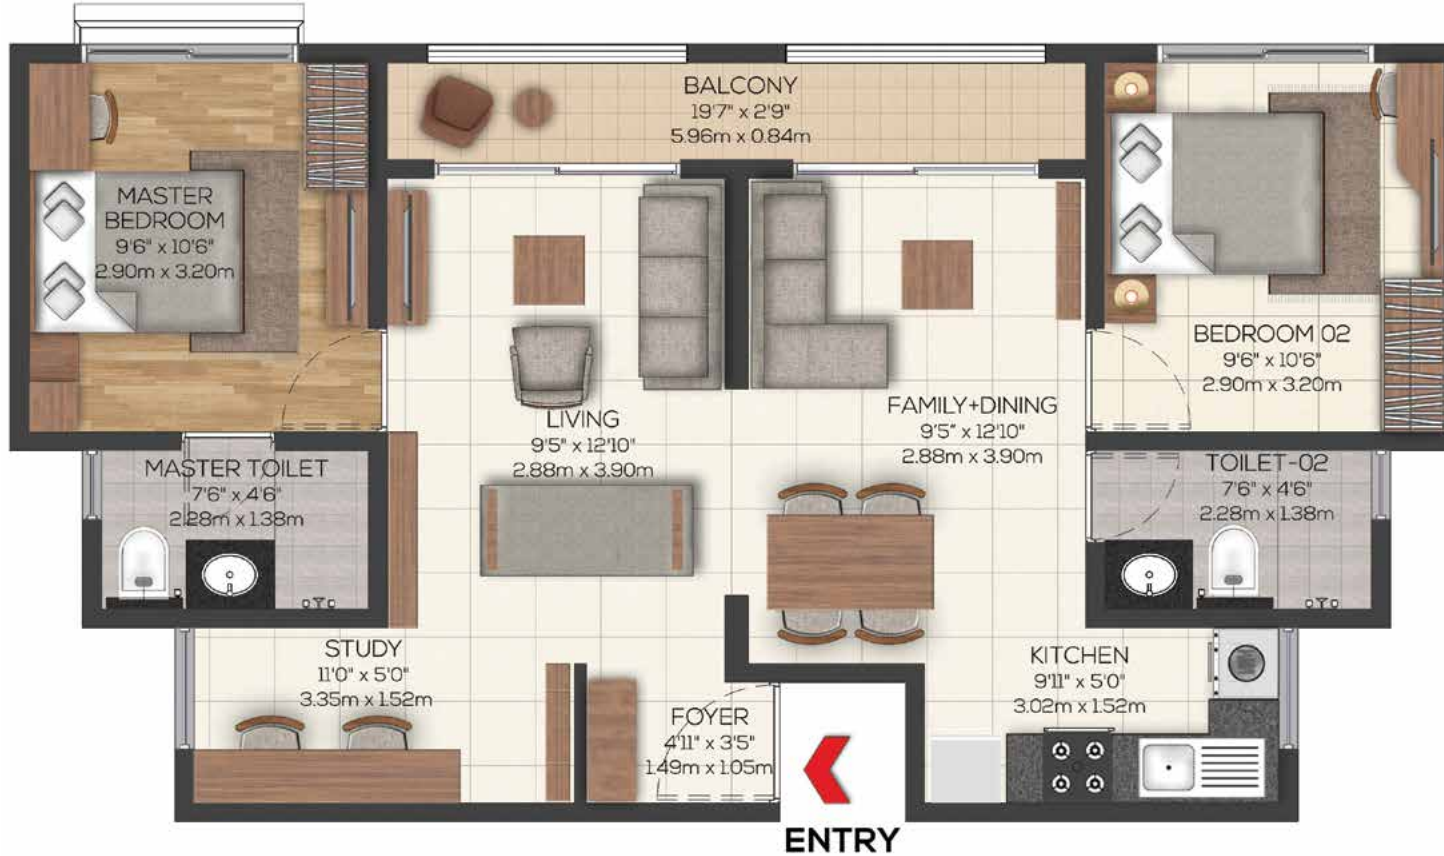 BALCONY
19'7" x 2'9"
5.96m x 0.84m
MASTER
BEDROOM
9'6" x 10'6"
2.90m x 3.20m
BEDROOM 02
9'6" x 10'6"
2.90m x 3.20m
LIVING
9'5" x 12'10"
2.88m x 3.90m
FAMILY+DINING
9'5" x 12'10"
2.88m x 3.90m
MASTER TOILET
7'6" x 4'6"
2.28m x 1.38m
TOILET-02
7'6" x 4'6"
2.28m x 1.38m
STUDY
11'0" x 5'0"
3.35m x 1.52m
FOYER
4'11" x 3'5"
1.49m x 1.05m
KITCHEN
9'11" x 5'0"
3.02m x 1.52m
ENTRY